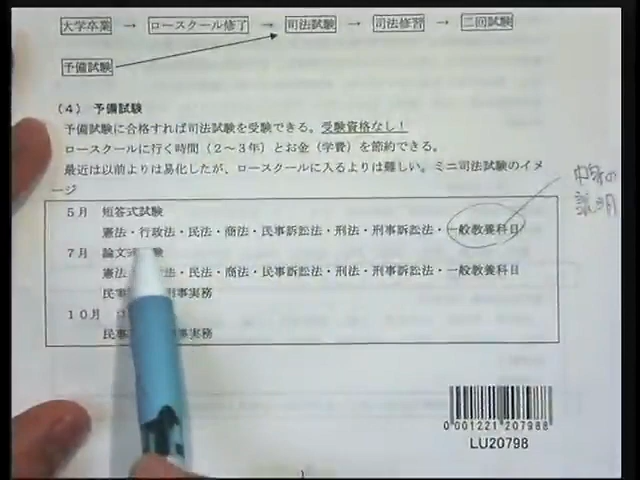 大学卒業 → ロースクール修了 → 司法試験 → 司法修習 → 二回試験
予備試験
（4） 予備試験
予備試験に合格すれば司法試験を受験できる。受験資格なし！
ロースクールに行く時間（２～３年）とお金（学費）を節約できる。
最近は以前よりは易化したが、ロースクールに入るよりは難しい。ミニ司法試験のイメ
ージ
中身の
説明
５月 短答式試験
憲法・行政法・民法・商法・民事訴訟法・刑法・刑事訴訟法・一般教養科目
７月 論文式試験
憲法 政法・民法・商法・民事訴訟法・刑法・刑事訴訟法・一般教養科目
民事 刑事実務
１０月
民事 事実務
0 001221 207988
LU20798